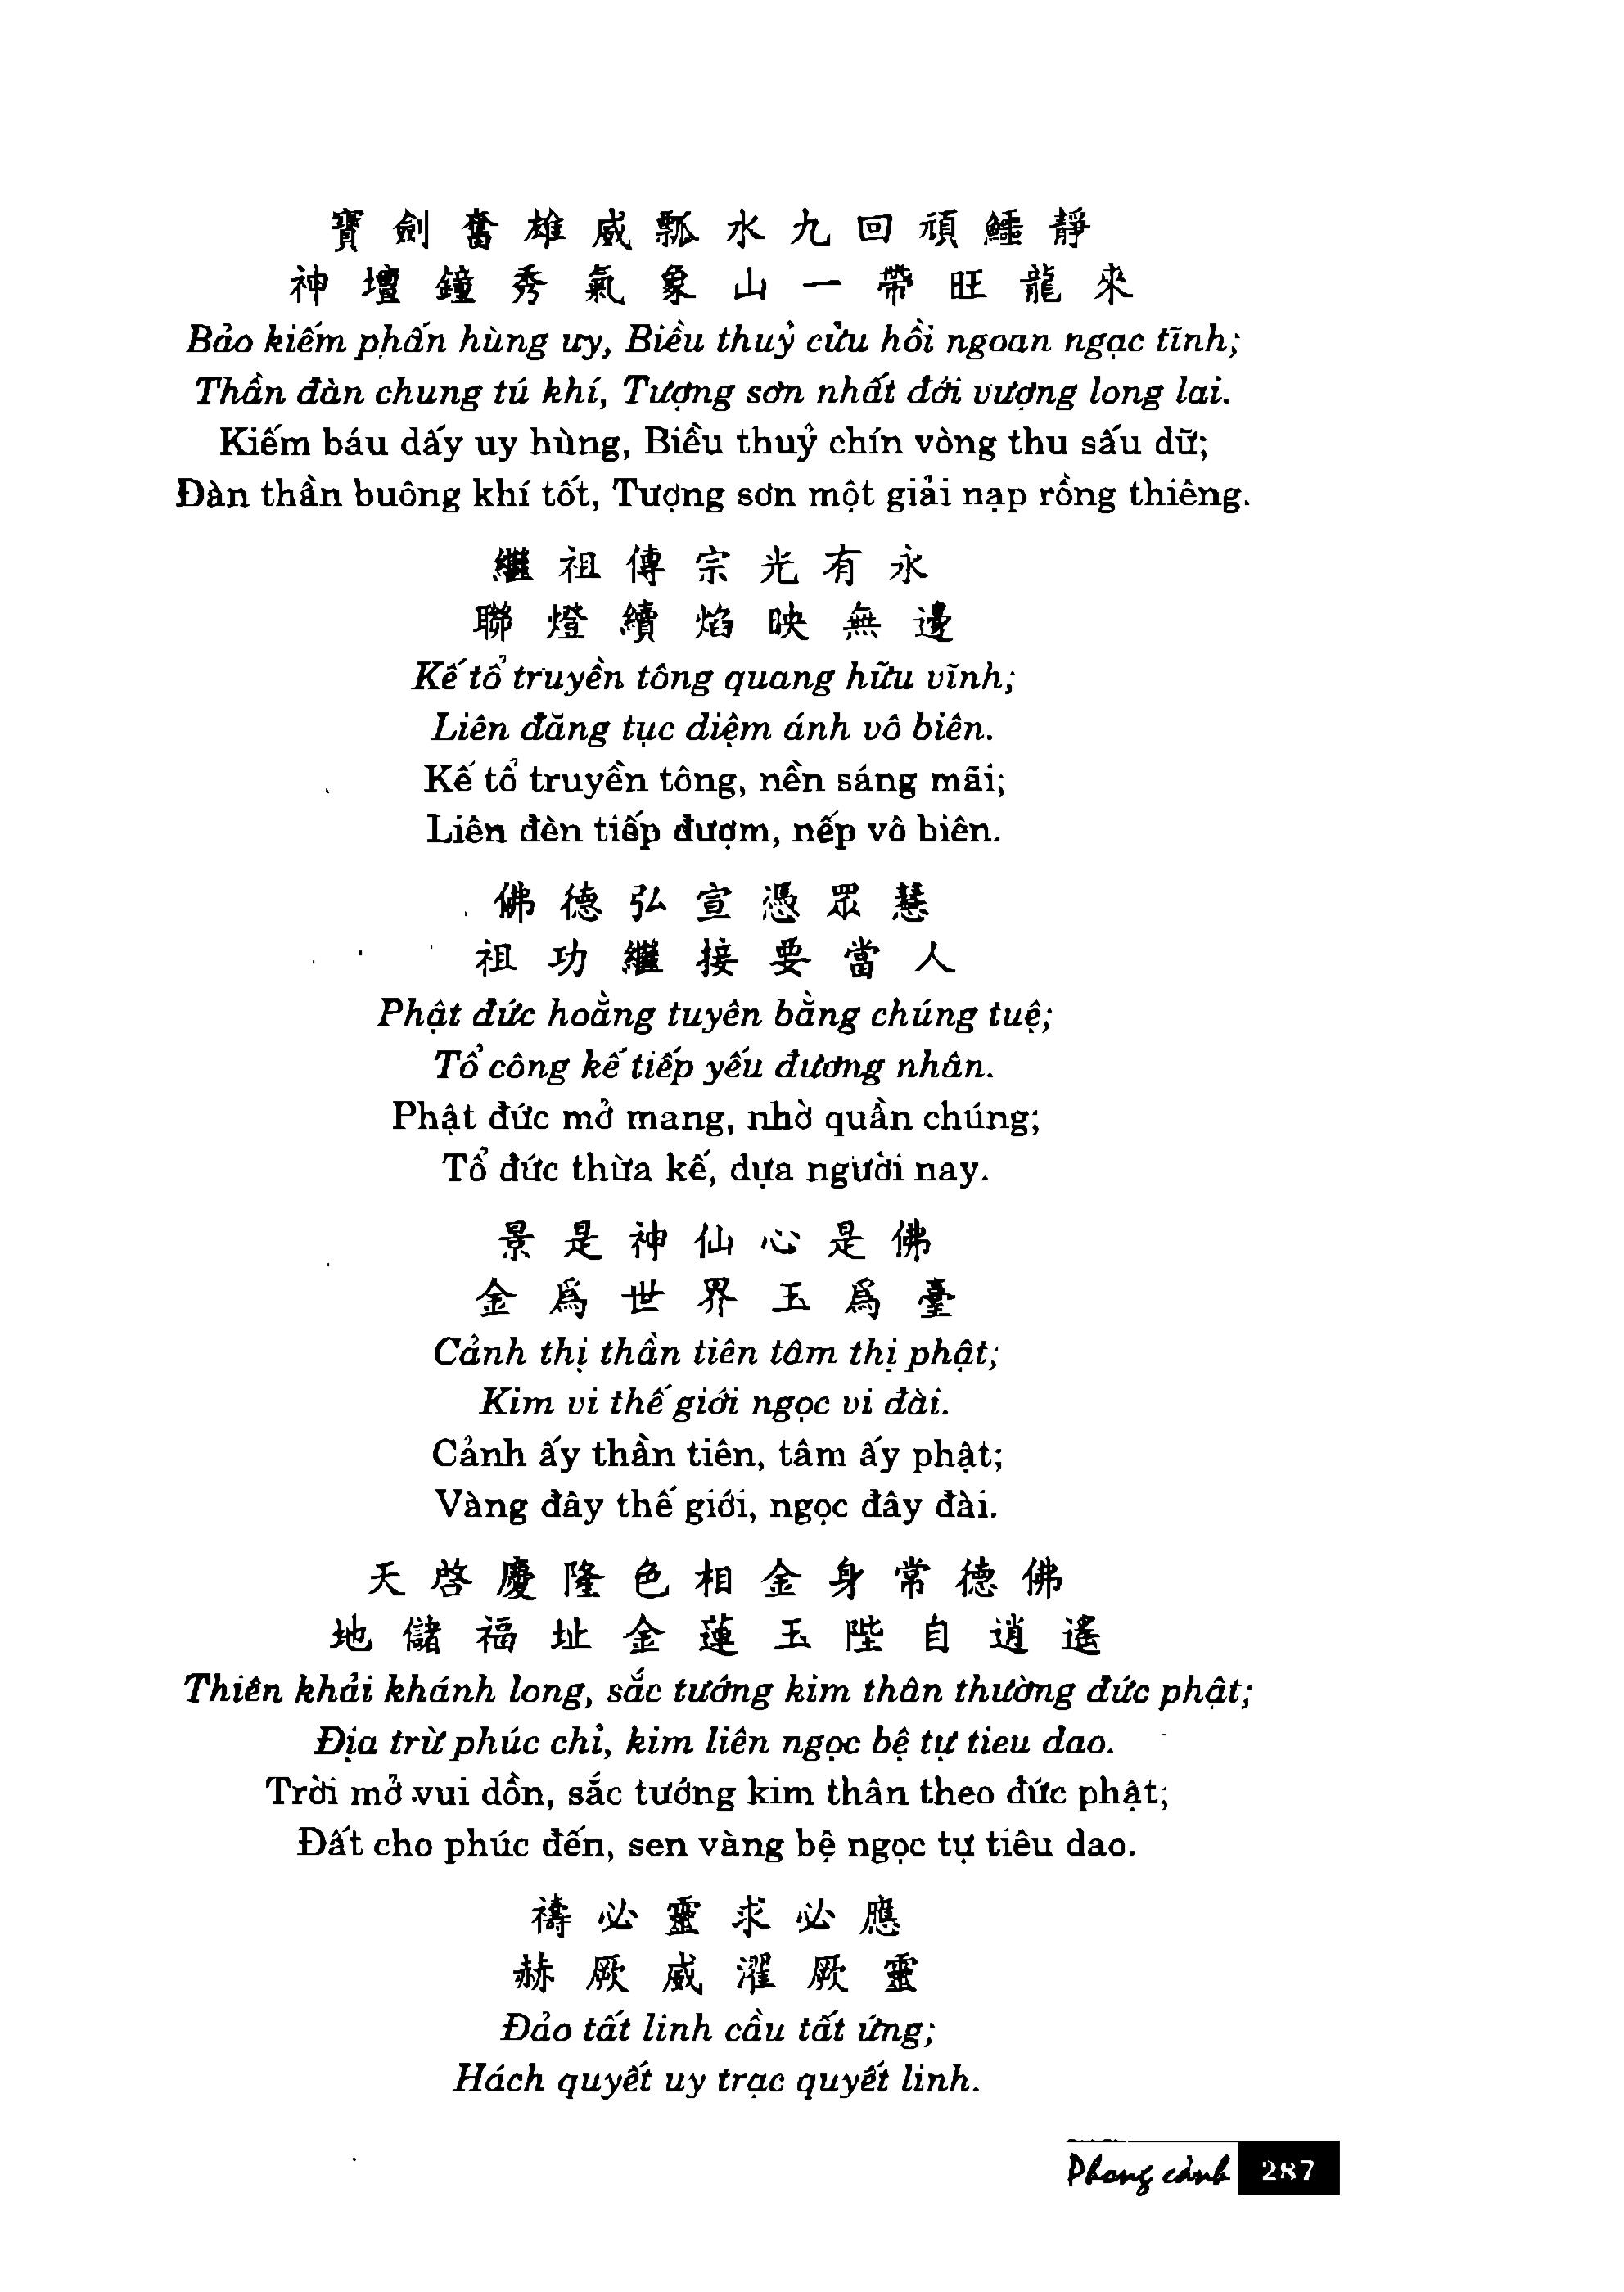 寶劍奮雄威瓢水九回頑鱷靜
神壇鐘秀氣象山一帶旺龍來
Bảo kiếm phấn hùng uy, Biều thuỷ cửu hồi ngoan ngạc tĩnh;
Thần đàn chung tú khí, Tượng sơn nhất đới vượng long lai.
Kiếm báu dấy uy hùng, Biều thuỷ chín vòng thu sấu dữ;
Đàn thần buông khí tốt, Tượng sơn một giải nạp rồng thiêng.
繼祖傳宗光有永
聯燈續焰映無邊
Kế tổ truyền tông quang hữu vĩnh;
Liên đăng tục diệm ánh vô biên.
Kế tổ truyền tông, nền sáng mãi;
Liên đèn tiếp đượm, nếp vô biên.
佛德弘宣憑眾慧
祖功繼接要當人
Phật đức hoằng tuyên bằng chúng tuệ;
Tổ công kế tiếp yếu đương nhân.
Phật đức mở mang, nhờ quần chúng;
Tổ đức thừa kế, dựa người nay.
景是神仙心是佛
金爲世界玉爲臺
Cảnh thị thần tiên tâm thị phật;
Kim vi thế giới ngọc vi đài.
Cảnh ấy thần tiên, tâm ấy phật;
Vàng đây thế giới, ngọc đây đài.
天啓慶隆色相金身常德佛
地儲福址金蓮玉陛自逍遙
Thiên khải khánh long, sắc tướng kim thân thường đức phật;
Địa trừ phúc chỉ, kim liên ngọc bệ tự tieu dao.
Trời mở vui dồn, sắc tướng kim thân theo đức phật;
Đất cho phúc đến, sen vàng bệ ngọc tự tiêu dao.
禱必靈求必應
赫厥威濯厥靈
Đảo tất linh cầu tất ứng;
Hách quyết uy trạc quyết linh.
Phong cảnh 287